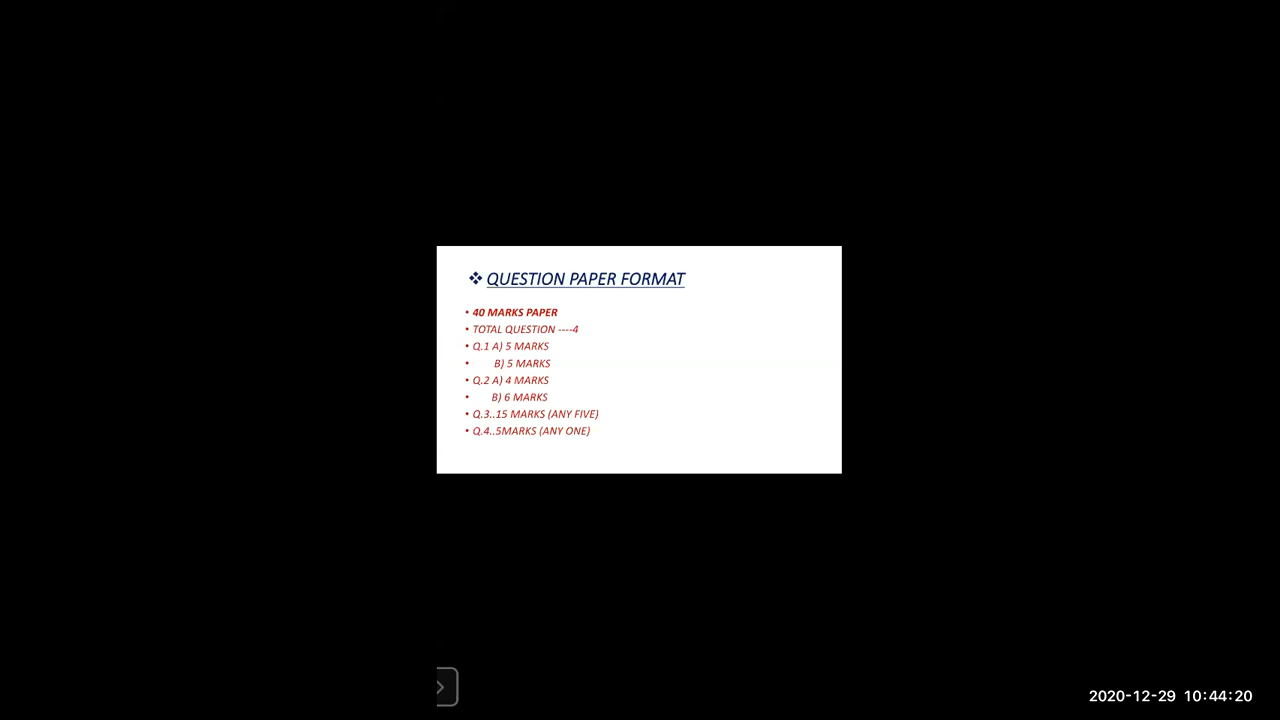 ❖ QUESTION PAPER FORMAT
• 40 MARKS PAPER
• TOTAL QUESTION ----4
• Q.1 A) 5 MARKS
• B) 5 MARKS
• Q.2 A) 4 MARKS
• B) 6 MARKS
• Q.3..15 MARKS (ANY FIVE)
• Q.4..5MARKS (ANY ONE)
2020-12-29 10:44:20